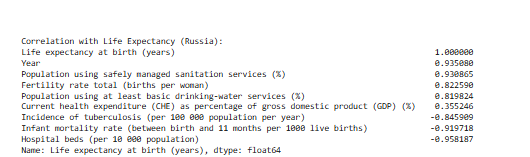 Correlation with Life Expectancy (Russia):
Life expectancy at birth (years) 1.000000
Year 0.935080
Population using safely managed sanitation services (%) 0.930865
Fertility rate total (births per woman) 0.822590
Population using at least basic drinking-water services (%) 0.819824
Current health expenditure (CHE) as percentage of gross domestic product (GDP) (%) 0.355246
Incidence of tuberculosis (per 100 000 population per year) -0.845909
Infant mortality rate (between birth and 11 months per 1000 live births) -0.919718
Hospital beds (per 10 000 population) -0.958187
Name: Life expectancy at birth (years), dtype: float64